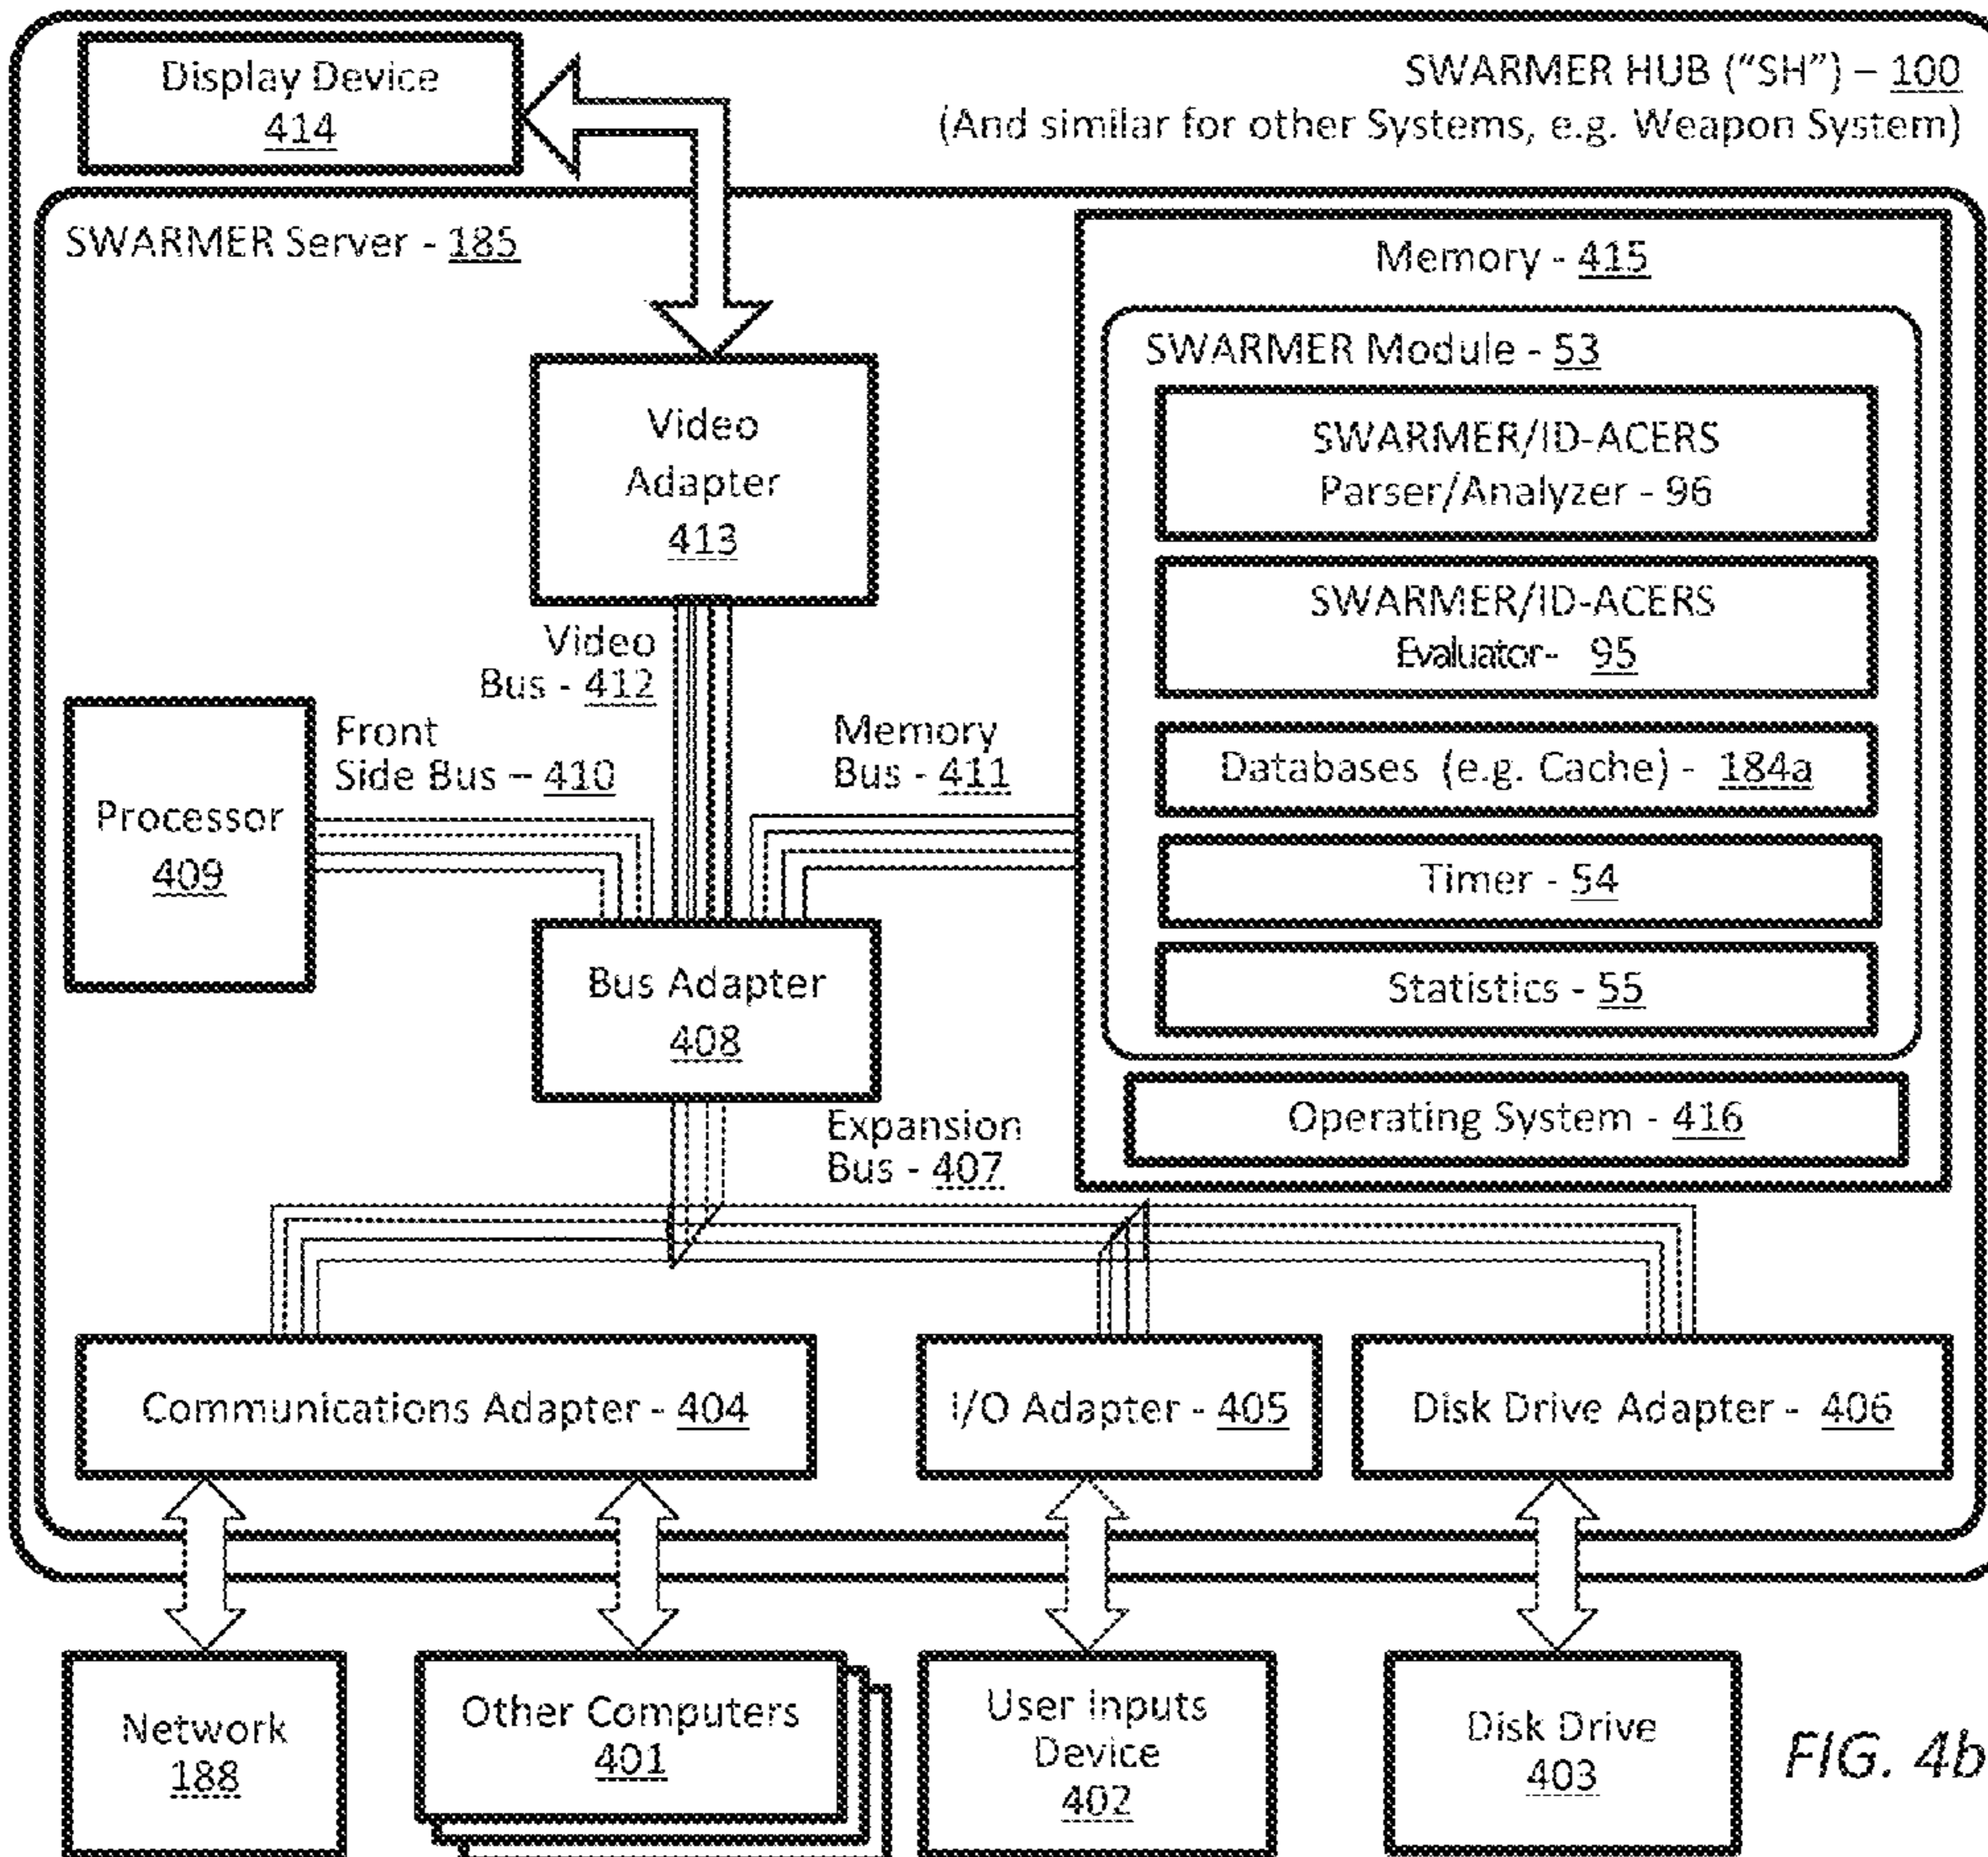 Display Device
414
SWARMER HUB ("SH") – 100
(And similar for other Systems, e.g. Weapon System)
SWARMER Server - 185
Memory - 415
SWARMER Module - 53
SWARMER/ID-ACERS
Parser/Analyzer - 96
SWARMER/ID-ACERS
Evaluator- 95
Databases (e.g. Cache) - 184a
Timer - 54
Statistics - 55
Operating System - 416
Video
Adapter
413
Video
Bus - 412
Front
Side Bus – 410
Memory
Bus - 411
Processor
409
Bus Adapter
408
Expansion
Bus - 407
Communications Adapter - 404
I/O Adapter - 405
Disk Drive Adapter - 406
Network
188
Other Computers
401
User Inputs
Device
402
Disk Drive
403
FIG. 4b